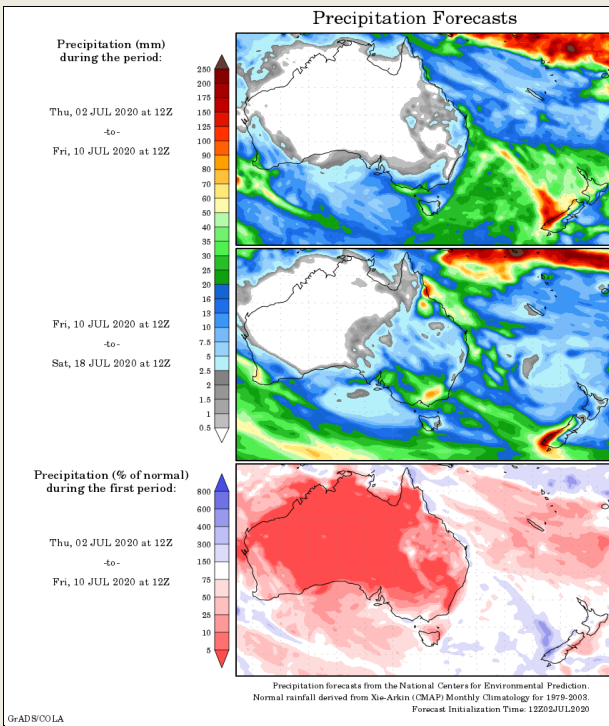 Precipitation Forecasts
Precipitation (mm)
during the period:
Thu, 02 JUL 2020 at 12Z
-to-
Fri, 10 JUL 2020 at 12Z
250
200
175
150
125
100
90
80
70
60
50
40
35
30
25
20
16
13
10
7.5
5
2.5
2
1.5
1
0.5
Fri, 10 JUL 2020 at 12Z
-to-
Sat, 18 JUL 2020 at 12Z
Precipitation (% of normal)
during the first period:
Thu, 02 JUL 2020 at 12Z
-to-
Fri, 10 JUL 2020 at 12Z
800
600
400
300
150
75
50
25
10
5
Precipitation forecasts from the National Centers for Environmental Prediction.
Normal rainfall derived from Xie-Arkin (CMAP) Monthly Climatology for 1979-2003.
Forecast Initialization Time: 12Z02JUL2020
GrADS/COLA